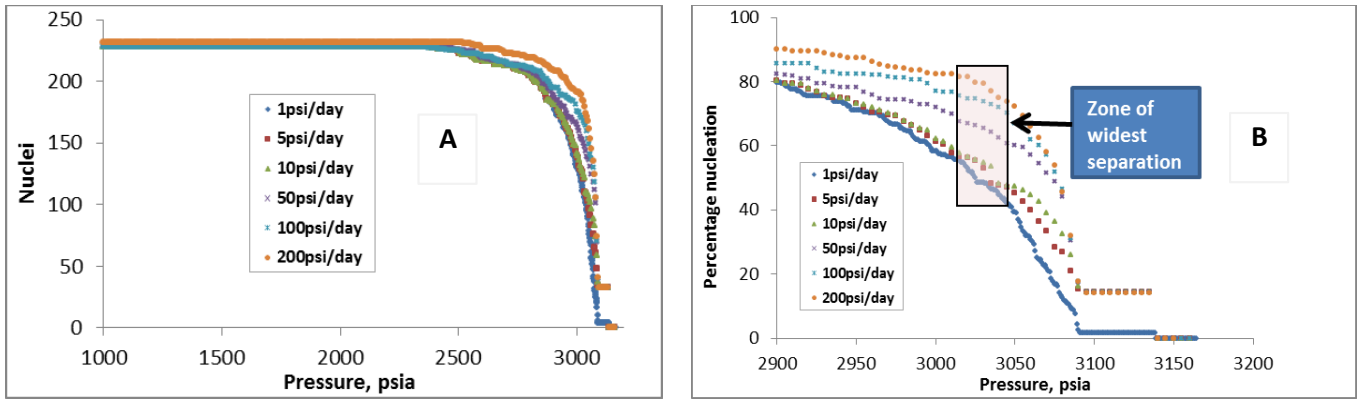 250
200
150
100
50
0
Nuclei
1psi/day
5psi/day
10psi/day
50psi/day
100psi/day
200psi/day
A
1000 1500 2000 2500 3000
Pressure, psia
100
80
60
40
20
0
Percentage nucleation
1psi/day
5psi/day
10psi/day
50psi/day
100psi/day
200psi/day
Zone of
widest
separation
B
2900 2950 3000 3050 3100 3150 3200
Pressure, psia